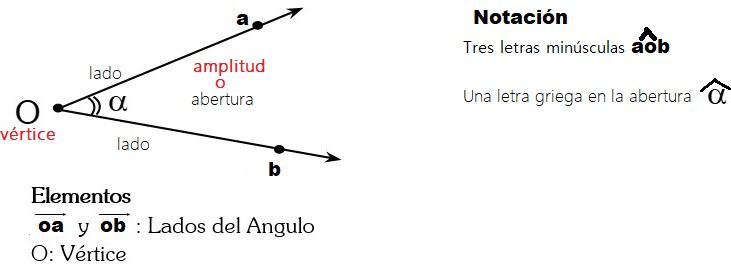 a
lado
amplitud
o
abertura
α
O
vértice
lado
b
Elementos
oa y ob : Lados del Angulo
O: Vértice
Notación
Tres letras minúsculas aôb
Una letra griega en la abertura α̂